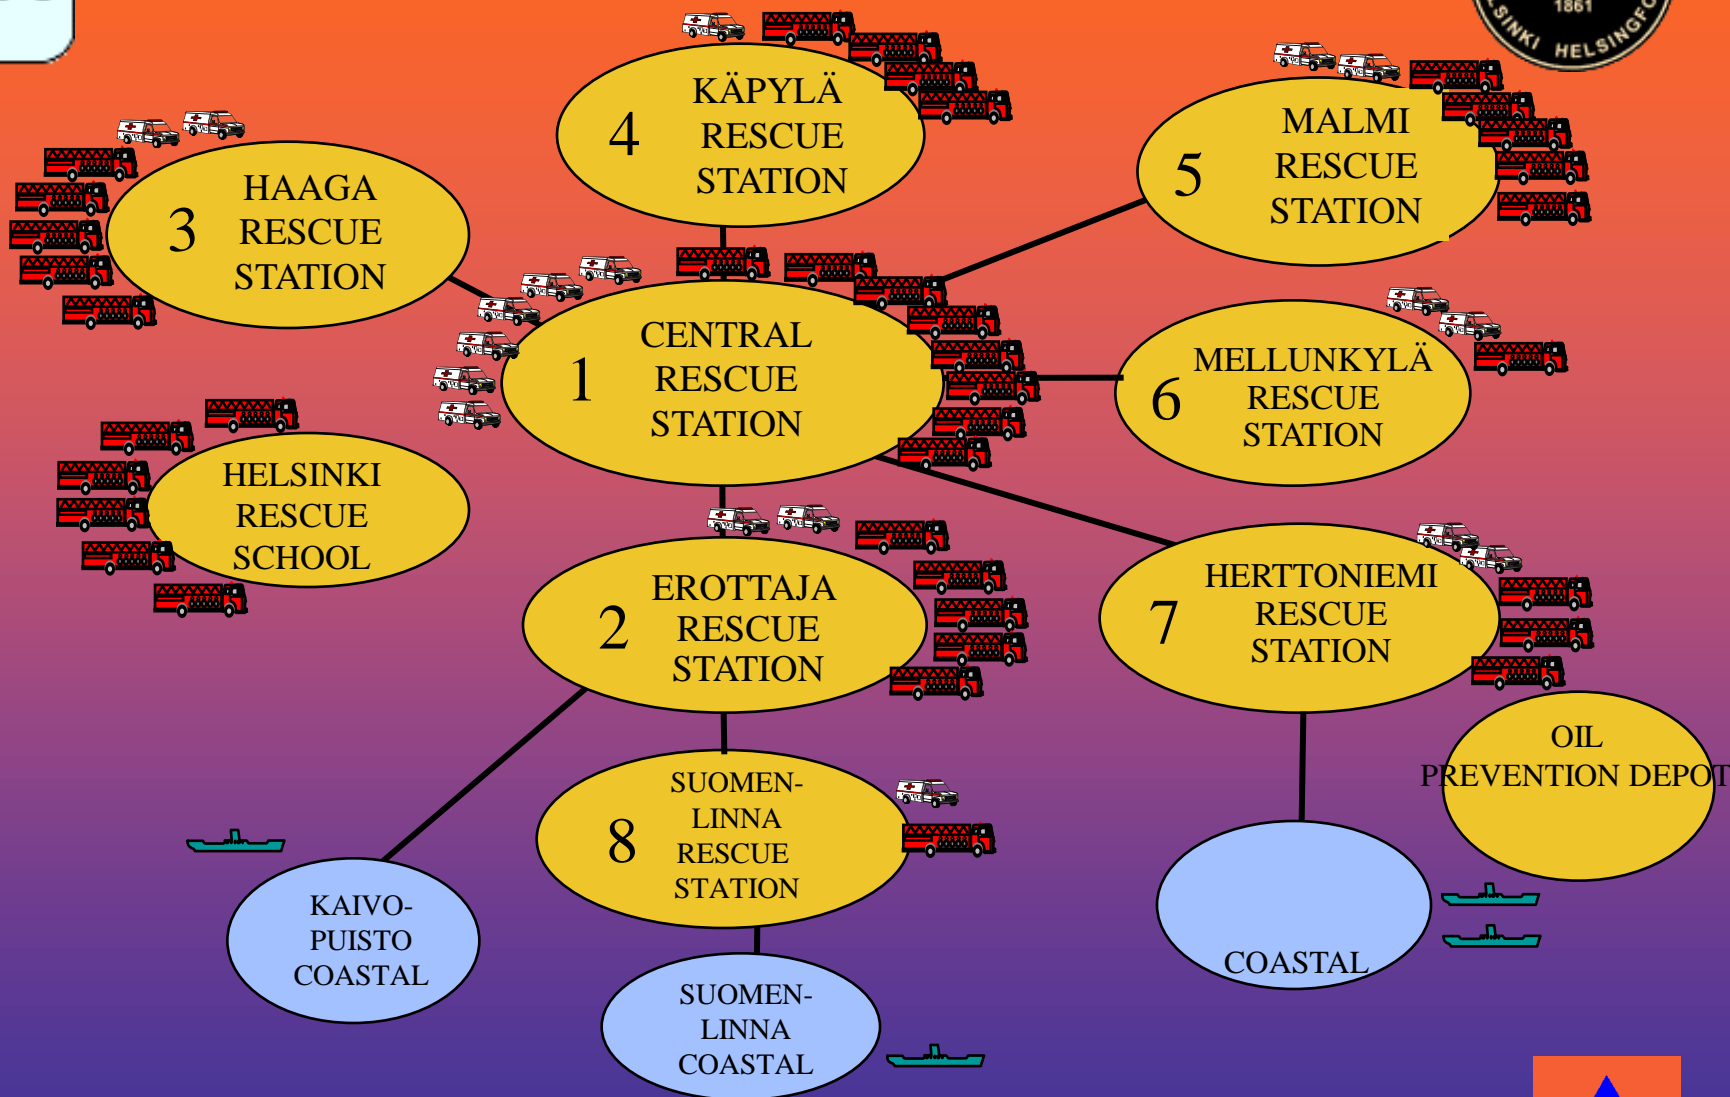 1861
HELSINKI HELSINGFO
4
KÄPYLÄ
RESCUE
STATION
5
MALMI
RESCUE
STATION
3
HAAGA
RESCUE
STATION
1
CENTRAL
RESCUE
STATION
6
MELLUNKYLÄ
RESCUE
STATION
HELSINKI
RESCUE
SCHOOL
2
EROTTAJA
RESCUE
STATION
7
HERTTONIEMI
RESCUE
STATION
OIL
PREVENTION DEPOT
8
SUOMEN-
LINNA
RESCUE
STATION
KAIVO-
PUISTO
COASTAL
COASTAL
SUOMEN-
LINNA
COASTAL